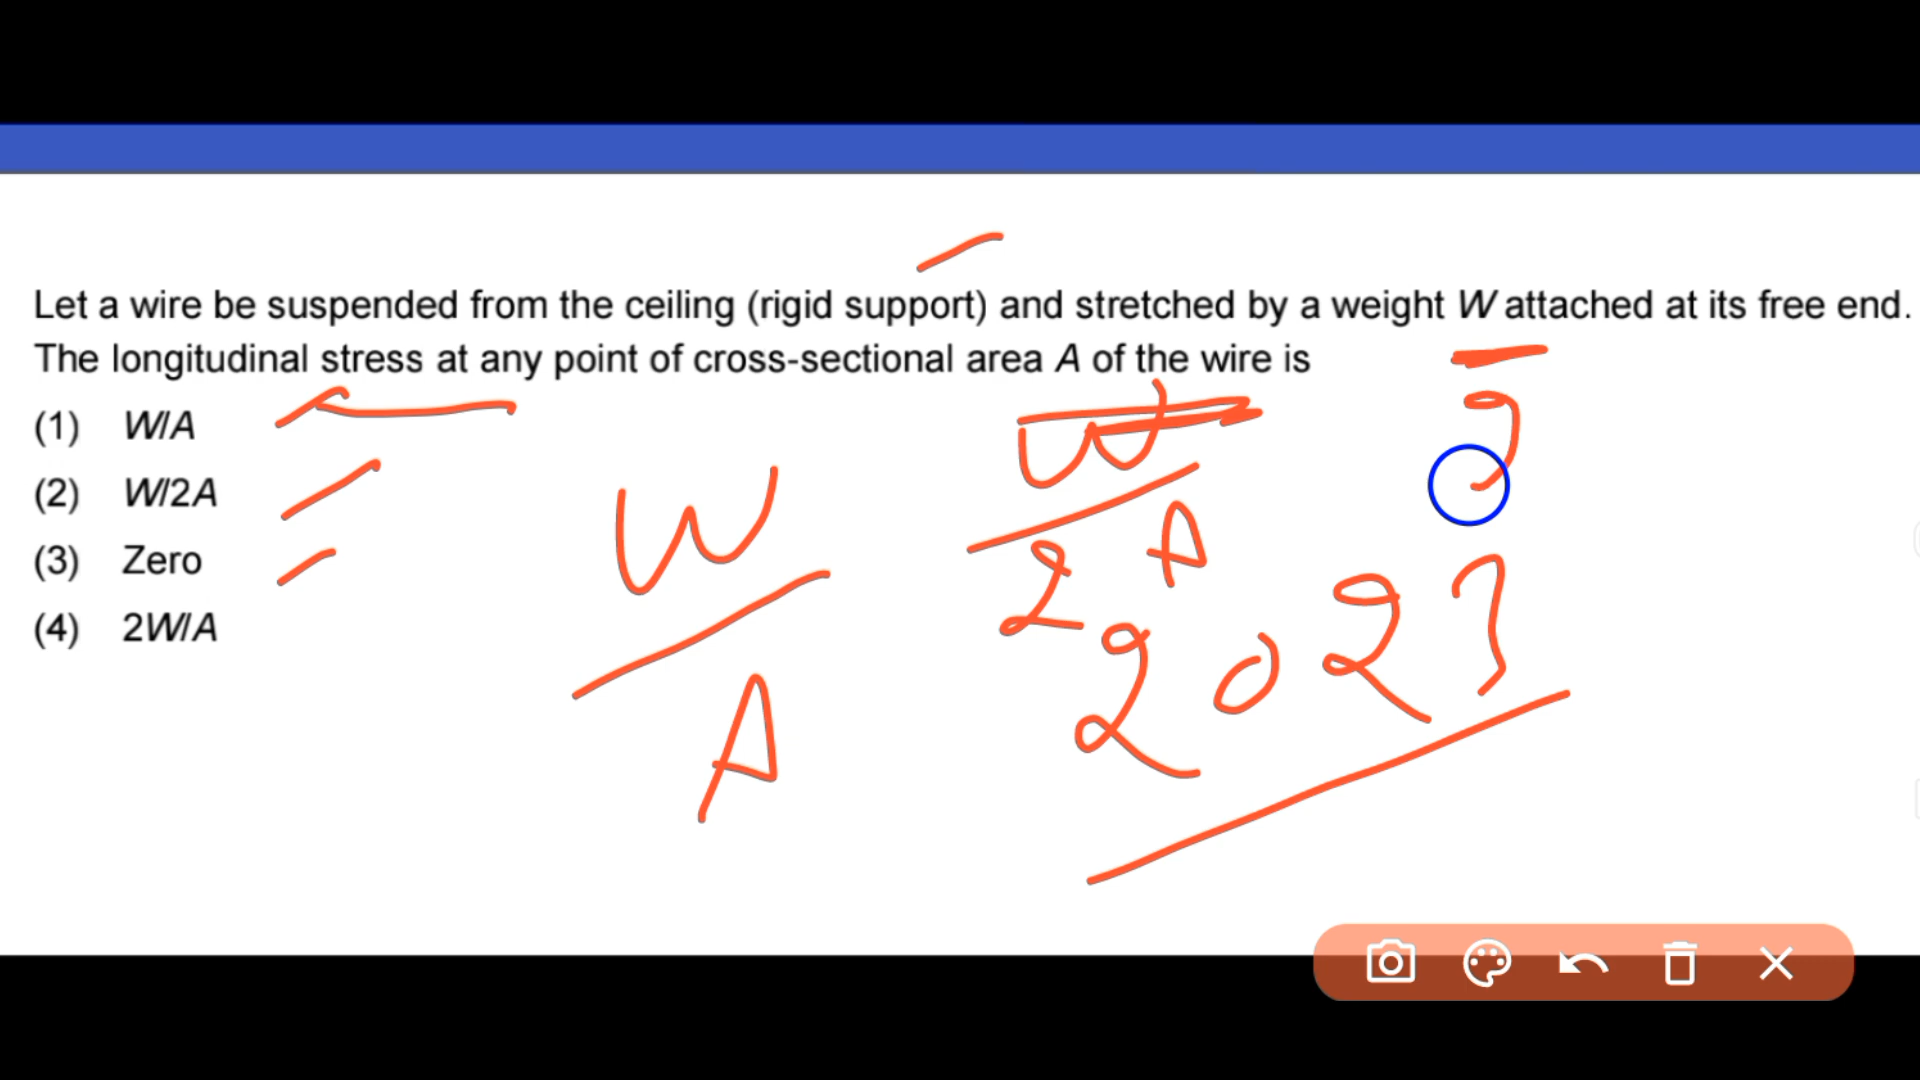 Let a wire be suspended from the ceiling (rigid support) and stretched by a weight W attached at its free end.
The longitudinal stress at any point of cross-sectional area A of the wire is
(1) W/A
(2) W/2A
(3) Zero
(4) 2W/A
W
A
W
2 A
2023